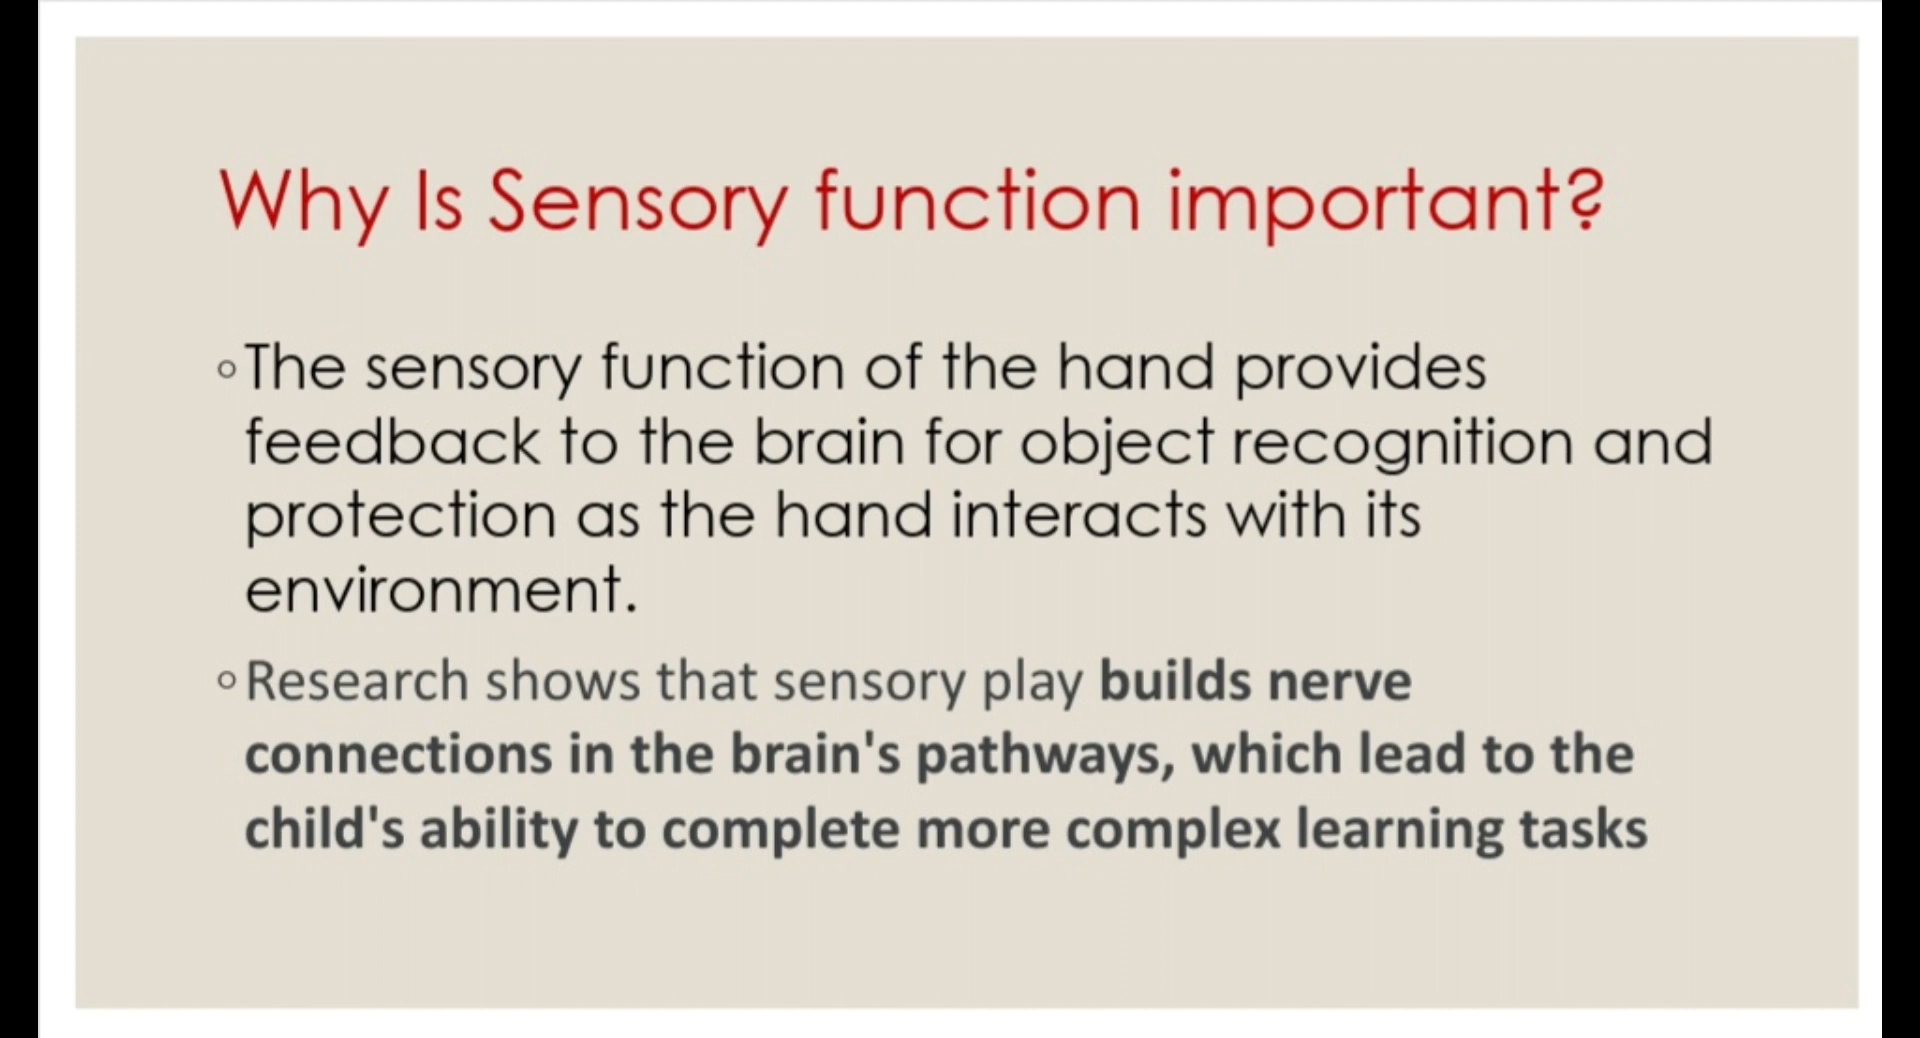 Why Is Sensory function important?
◦The sensory function of the hand provides
feedback to the brain for object recognition and
protection as the hand interacts with its
environment.
◦Research shows that sensory play builds nerve
connections in the brain's pathways, which lead to the
child's ability to complete more complex learning tasks